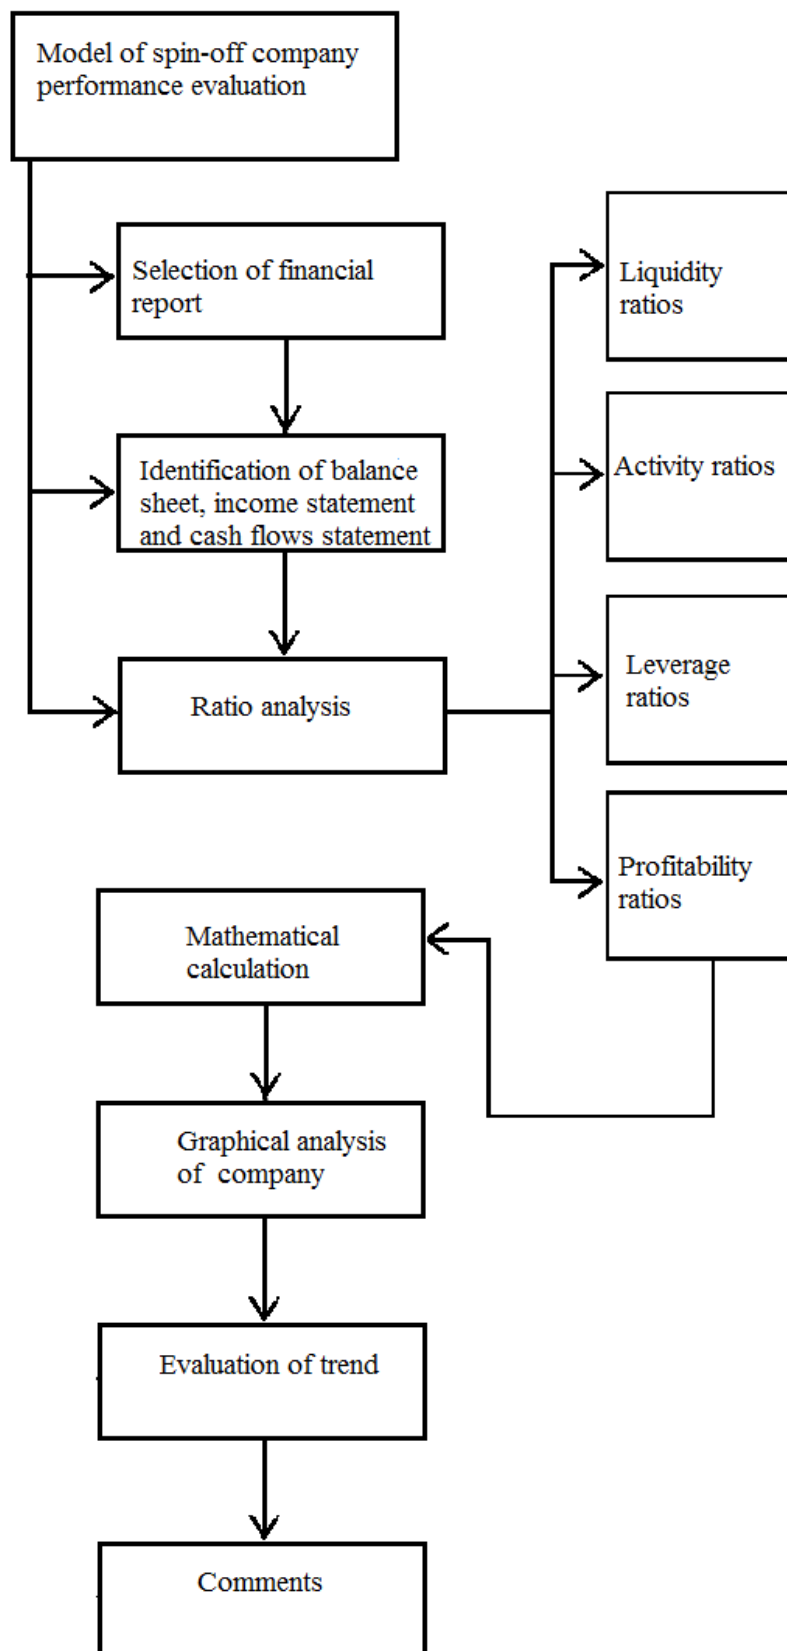 Model of spin-off company
performance evaluation
Selection of financial
report
Identification of balance
sheet, income statement
and cash flows statement
Ratio analysis
Liquidity
ratios
Activity ratios
Leverage
ratios
Profitability
ratios
Mathematical
calculation
Graphical analysis
of company
Evaluation of trend
Comments